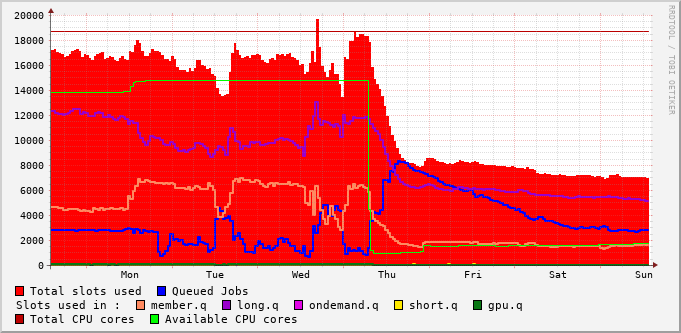 20000
18000
16000
14000
12000
10000
8000
6000
4000
2000
0
Mon Tue Wed Thu Fri Sat Sun
RRDTOOL / TOBI OETIKER
Total slots used Queued Jobs
Slots used in : member.q long.q ondemand.q short.q gpu.q
Total CPU cores Available CPU cores